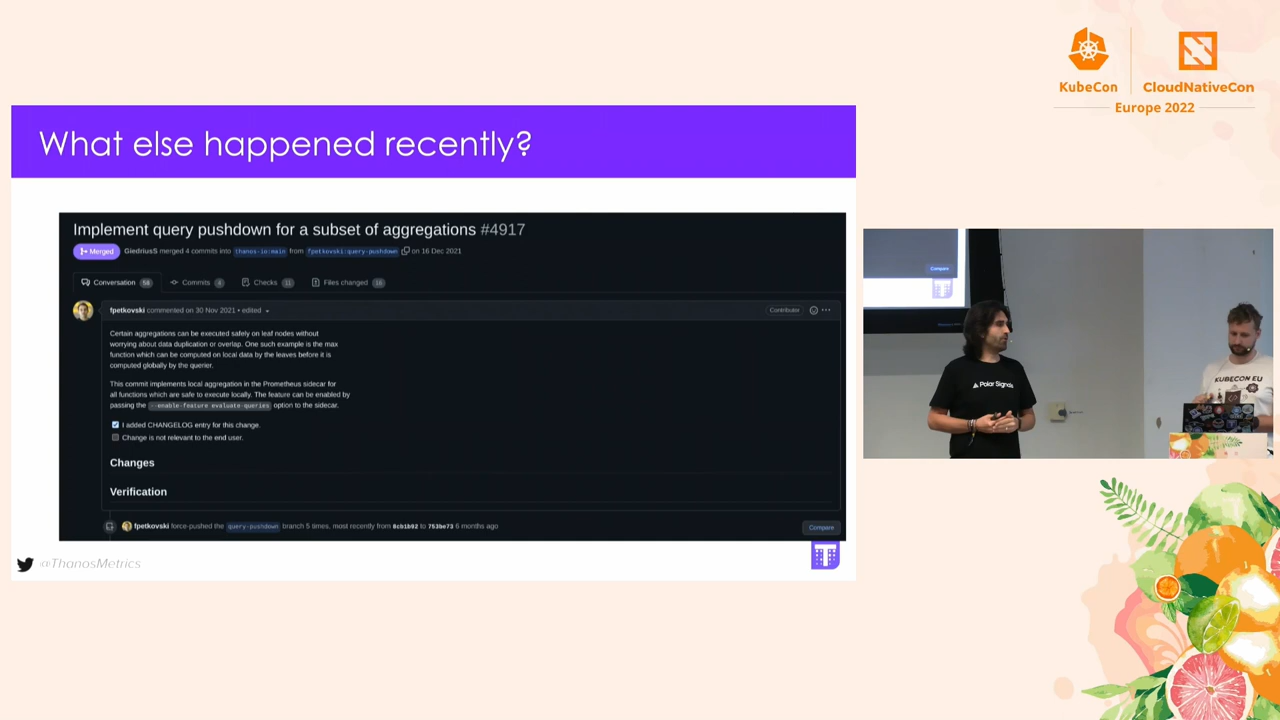 KubeCon
CloudNativeCon
Europe 2022
What else happened recently?
Implement query pushdown for a subset of aggregations #4917
Merged GiedriusS merged 4 commits into thanos-io:main from fpetkovski:query-pushdown on 16 Dec 2021
Conversation 58 Commits 4 Checks 11 Files changed 16
fpetkovski commented on 30 Nov 2021 • edited
Contributor
Certain aggregations can be executed safely on leaf nodes without
worrying about data duplication or overlap. One such example is the max
function which can be computed on local data by the leaves before it is
computed globally by the querier.
This commit implements local aggregation in the Prometheus sidecar for
all functions which are safe to execute locally. The feature can be enabled by
passing the --enable-feature evaluate-queries option to the sidecar.
I added CHANGELOG entry for this change.
Change is not relevant to the end user.
Changes
Verification
fpetkovski force-pushed the query-pushdown branch 5 times, most recently from 8cb1b92 to 753be73 6 months ago
Compare
@ThanosMetrics
Compare
Polar Signals
KUBECON EU